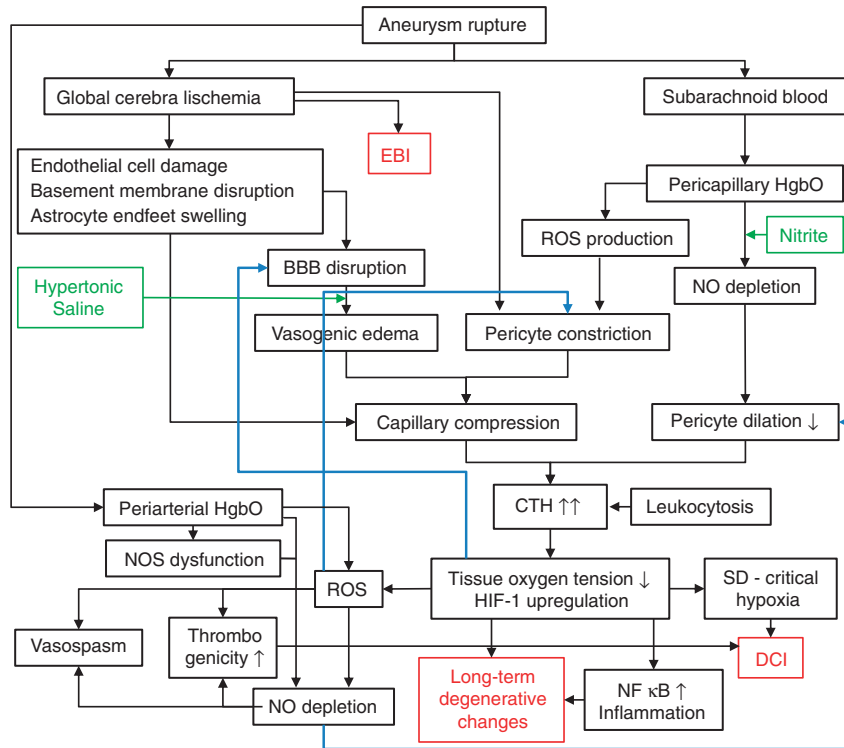 Aneurysm rupture
Global cerebra lischemia
Subarachnoid blood
EBI
Endothelial cell damage
Basement membrane disruption
Astrocyte endfeet swelling
Pericapillary HgbO
ROS production
Nitrite
BBB disruption
Hypertonic
Saline
NO depletion
Vasogenic edema
Pericyte constriction
Capillary compression
Pericyte dilation ↓
Periarterial HgbO
CTH ↑↑
Leukocytosis
NOS dysfunction
ROS
Tissue oxygen tension ↓
HIF-1 upregulation
SD - critical
hypoxia
Vasospasm
Thrombo
genicity ↑
DCI
Long-term
degenerative
changes
NF κB ↑
Inflammation
NO depletion